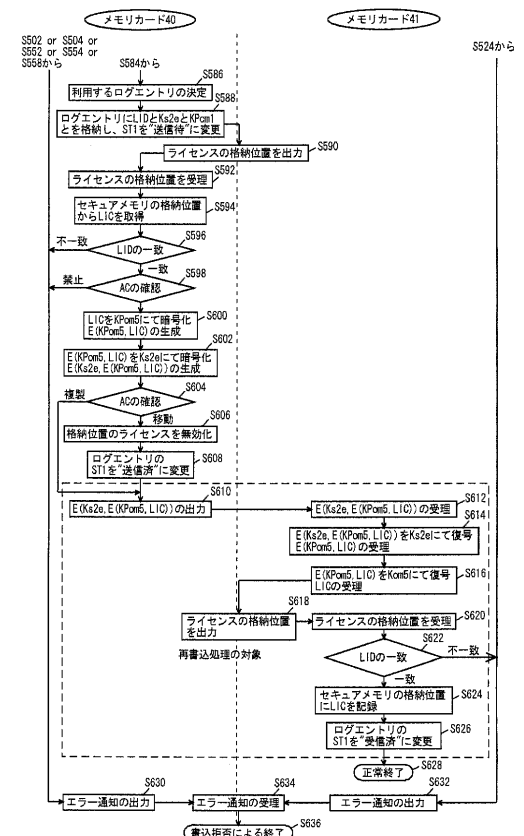 メモリカード40
メモリカード41
S502 or S504 or
S552 or S554 or
S558から
S584から
S524から
S586
利用するログエントリの決定
S588
ログエントリにLIDとKs2eとKPcm1
とを格納し、ST1を"送信待"に変更
S590
ライセンスの格納位置を出力
S592
ライセンスの格納位置を受理
S594
セキュアメモリの格納位置
からLICを取得
S596
不一致
LIDの一致
一致
S598
禁止
ACの確認
S600
LICをKPom5にて暗号化
E(KPom5,LIC)の生成
S602
E(KPom5,LIC)をKs2eにて暗号化
E(Ks2e,E(KPom5,LIC))の生成
S604
複製
ACの確認
移動
S606
格納位置のライセンスを無効化
S608
ログエントリの
ST1を"送信済"に変更
S610
E(Ks2e,E(KPom5,LIC))の出力
S612
E(Ks2e,E(KPom5,LIC))の受理
S614
E(Ks2e,E(KPom5,LIC))をKs2eにて復号
E(KPom5,LIC)の受理
S616
E(KPom5,LIC)をKom5にて復号
LICの受理
S618
ライセンスの格納位置
を出力
S620
ライセンスの格納位置を受理
再書込処理の対象
S622
LIDの一致
不一致
一致
S624
セキュアメモリの格納位置
にLICを記録
S626
ログエントリの
ST1を"受信済"に変更
S628
正常終了
S630
エラー通知の出力
S634
エラー通知の受理
S632
エラー通知の出力
S636
書込拒否による終了